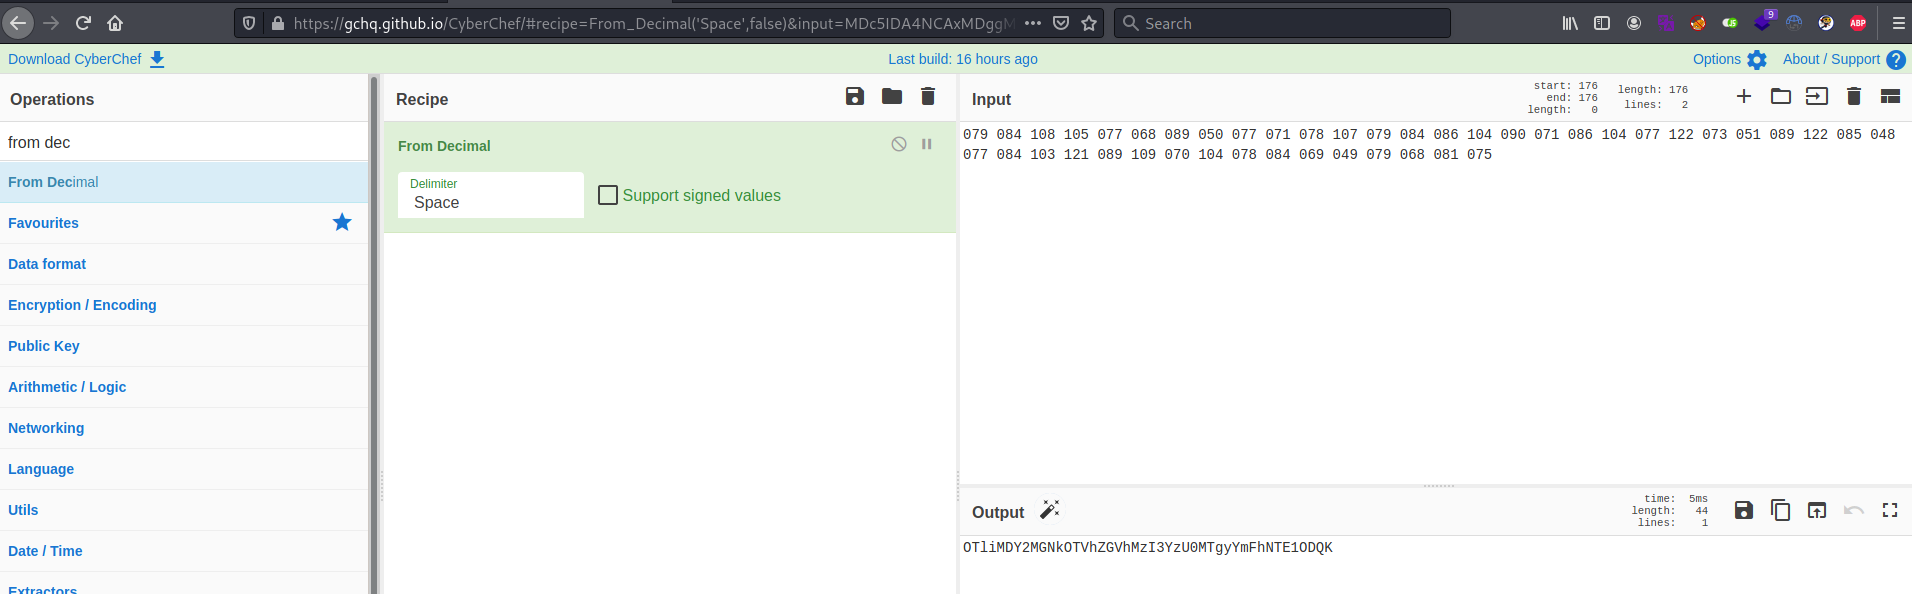 https://gchq.github.io/CyberChef/#recipe=From_Decimal('Space',false)&input=MDc5IDA4NCAxMDggM
Search
9
ABP
Download CyberChef
Last build: 16 hours ago
Options
About / Support
Operations
Recipe
Input
start: 176
end: 176
length: 0
length: 176
lines: 2
from dec
From Decimal
Delimiter
Space
Support signed values
079 084 108 105 077 068 089 050 077 071 078 107 079 084 086 104 090 071 086 104 077 122 073 051 089 122 085 048
077 084 103 121 089 109 070 104 078 084 069 049 079 068 081 075
From Decimal
Favourites
Data format
Encryption / Encoding
Public Key
Arithmetic / Logic
Networking
Language
Utils
Date / Time
Extractors
Output
time: 5ms
length: 44
lines: 1
OTliMDY2MGNkOTVhZGVhMzI3YzU0MTgyYmFhNTE1ODQK